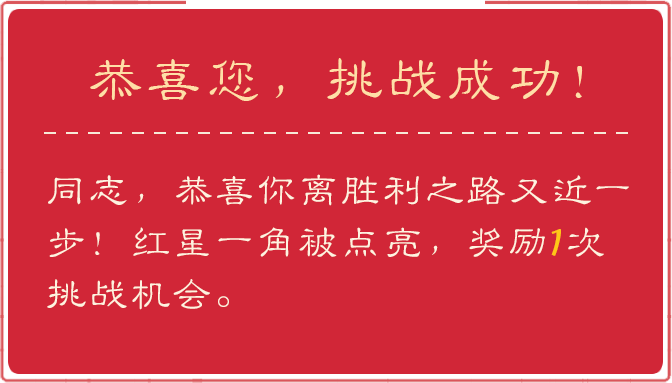 恭喜您，挑战成功！
同志，恭喜你离胜利之路又近一
步！红星一角被点亮，奖励1次
挑战机会。